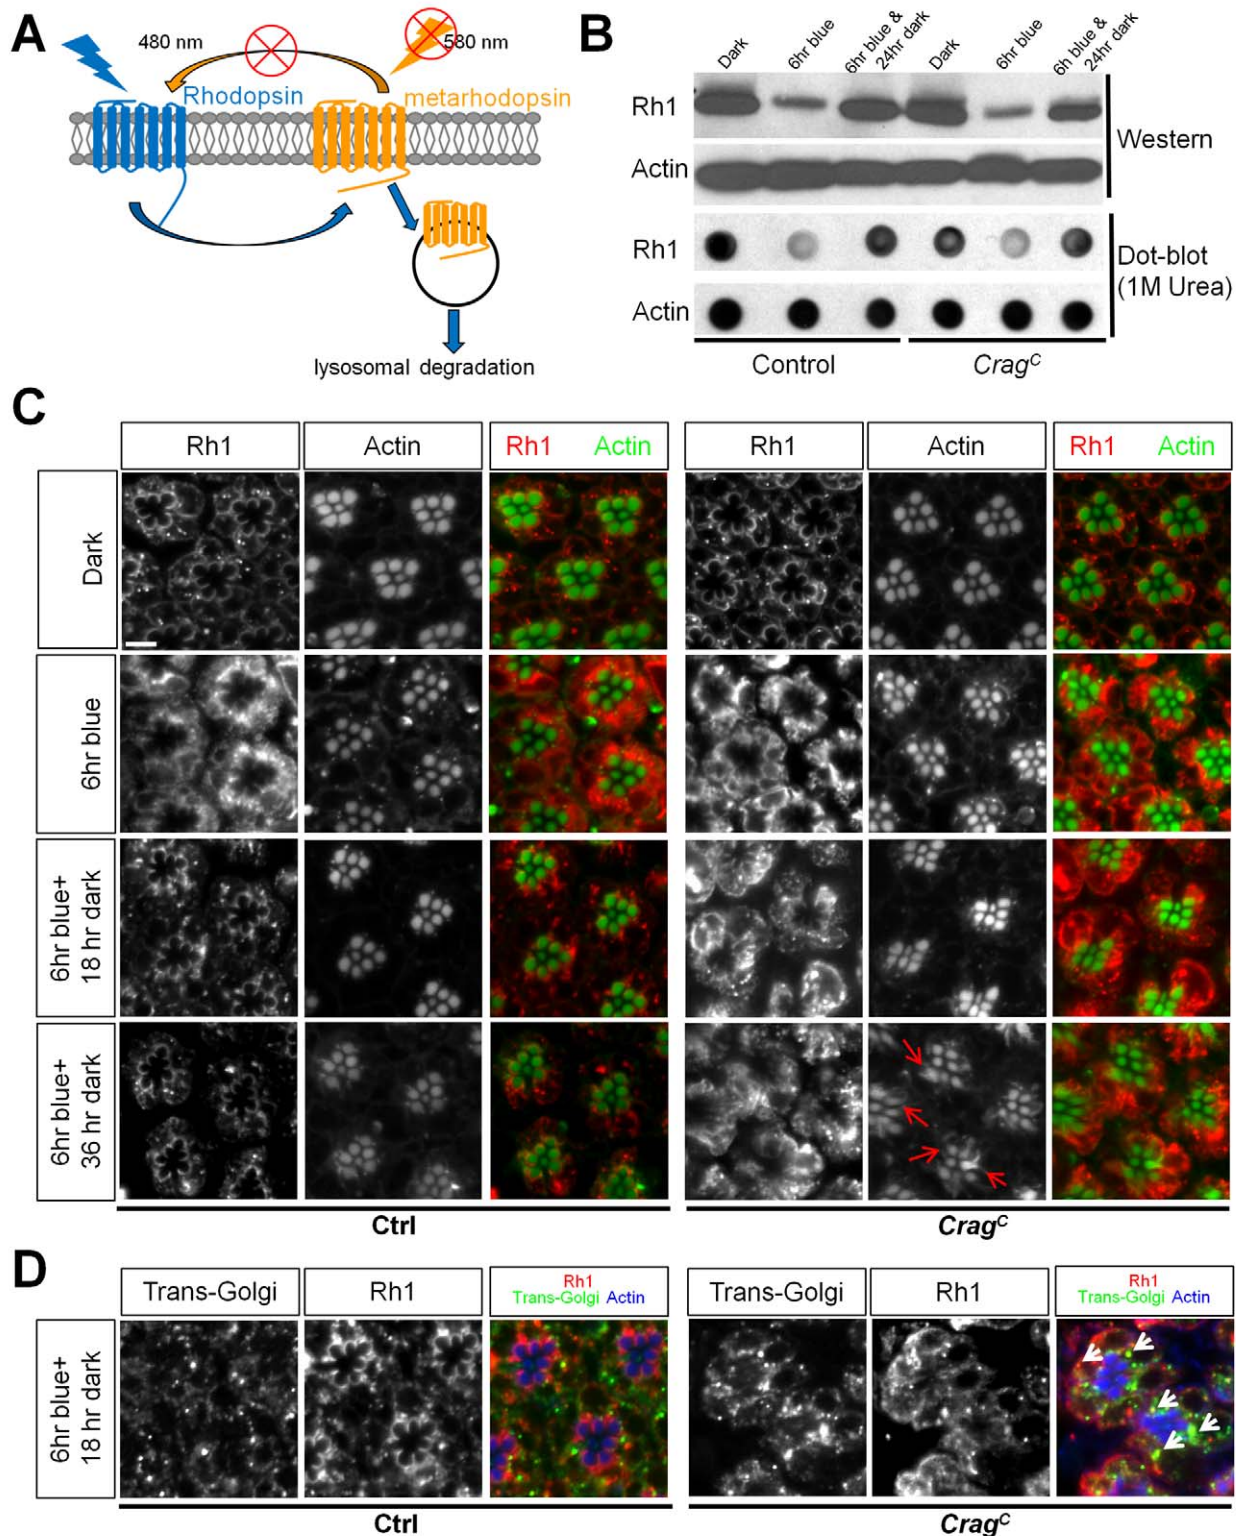 A
480 nm
580 nm
Rhodopsin
metarhodopsin
lysosomal degradation
B
Dark
6hr blue
6hr blue &
24hr dark
Dark
6hr blue
6h blue &
24hr dark
Rh1
Actin
Western
Rh1
Actin
Dot-blot
(1M Urea)
Control
Crag^C
C
Rh1
Actin
Rh1 Actin
Rh1
Actin
Rh1 Actin
Dark
6hr blue
6hr blue+
18 hr dark
6hr blue+
36 hr dark
Ctrl
Crag^C
D
Trans-Golgi
Rh1
Rh1
Trans-Golgi Actin
Trans-Golgi
Rh1
Rh1
Trans-Golgi Actin
6hr blue+
18 hr dark
Ctrl
Crag^C